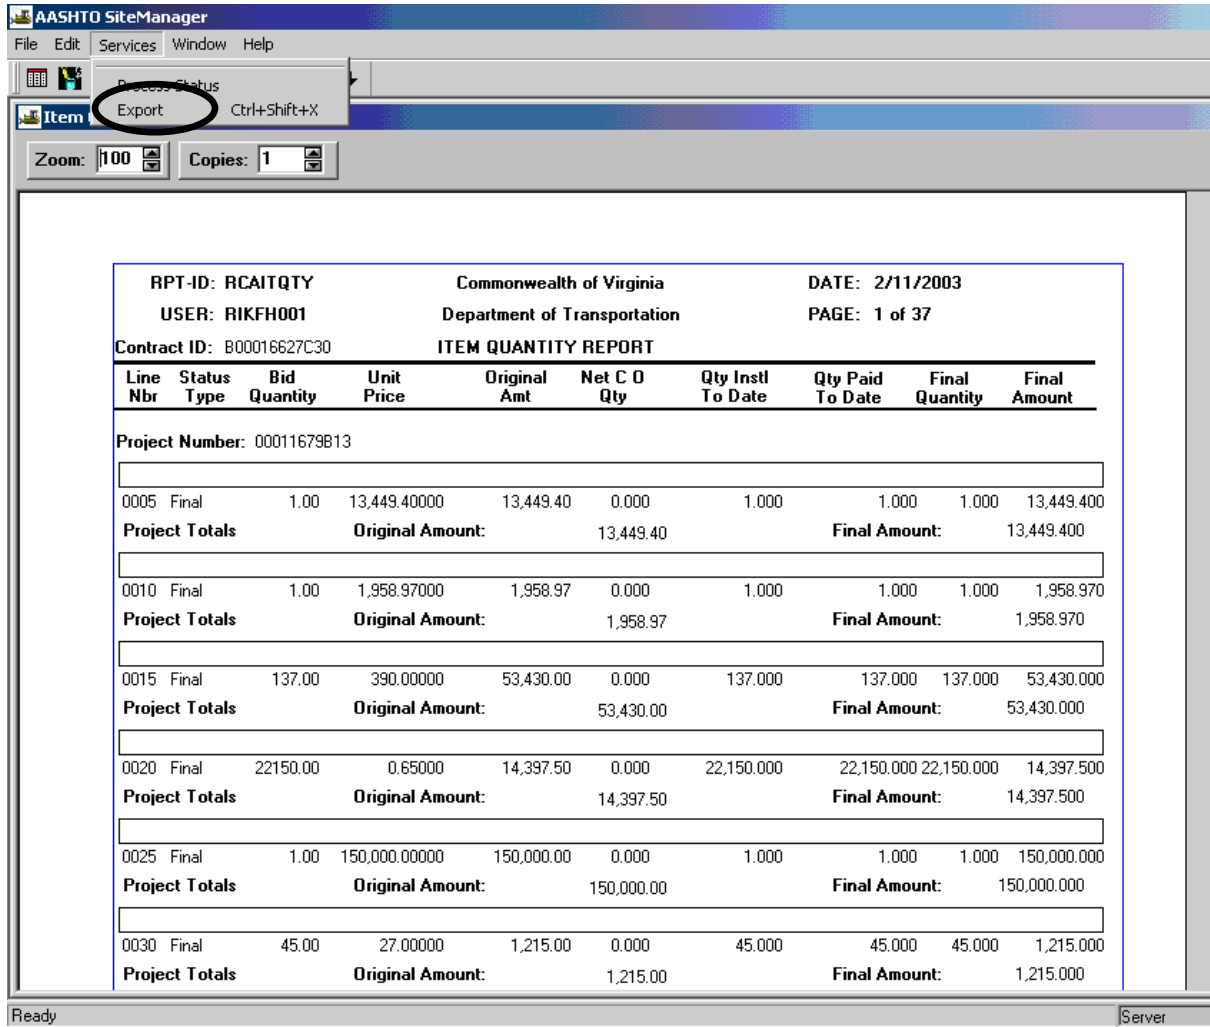 AASHTO SiteManager
File Edit Services Window Help
Process Status
Export Ctrl+Shift+X
Item
Zoom: 100 Copies: 1
RPT-ID: RCAITQTY Commonwealth of Virginia DATE: 2/11/2003
USER: RIKFH001 Department of Transportation PAGE: 1 of 37
Contract ID: B00016627C30 ITEM QUANTITY REPORT
Line Status Bid Unit Original Net C O Qty Instl Qty Paid Final Final
Nbr Type Quantity Price Amt Qty To Date To Date Quantity Amount
Project Number: 00011679B13
0005 Final 1.00 13,449.40000 13,449.40 0.000 1.000 1.000 1.000 13,449.400
Project Totals Original Amount: 13,449.40 Final Amount: 13,449.400
0010 Final 1.00 1,958.97000 1,958.97 0.000 1.000 1.000 1.000 1,958.970
Project Totals Original Amount: 1,958.97 Final Amount: 1,958.970
0015 Final 137.00 390.00000 53,430.00 0.000 137.000 137.000 137.000 53,430.000
Project Totals Original Amount: 53,430.00 Final Amount: 53,430.000
0020 Final 22150.00 0.65000 14,397.50 0.000 22,150.000 22,150.000 22,150.000 14,397.500
Project Totals Original Amount: 14,397.50 Final Amount: 14,397.500
0025 Final 1.00 150,000.00000 150,000.00 0.000 1.000 1.000 1.000 150,000.000
Project Totals Original Amount: 150,000.00 Final Amount: 150,000.000
0030 Final 45.00 27.00000 1,215.00 0.000 45.000 45.000 45.000 1,215.000
Project Totals Original Amount: 1,215.00 Final Amount: 1,215.000
Ready Server